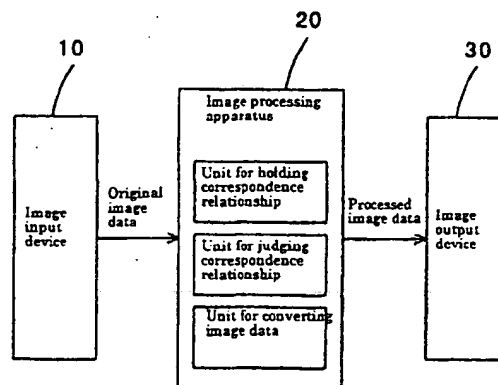 10
20
30
Image processing
apparatus
Unit for holding
correspondence
relationship
Unit for judging
correspondence
relationship
Unit for converting
image data
Image
input
device
Original
image
data
Processed
image data
Image
output
device